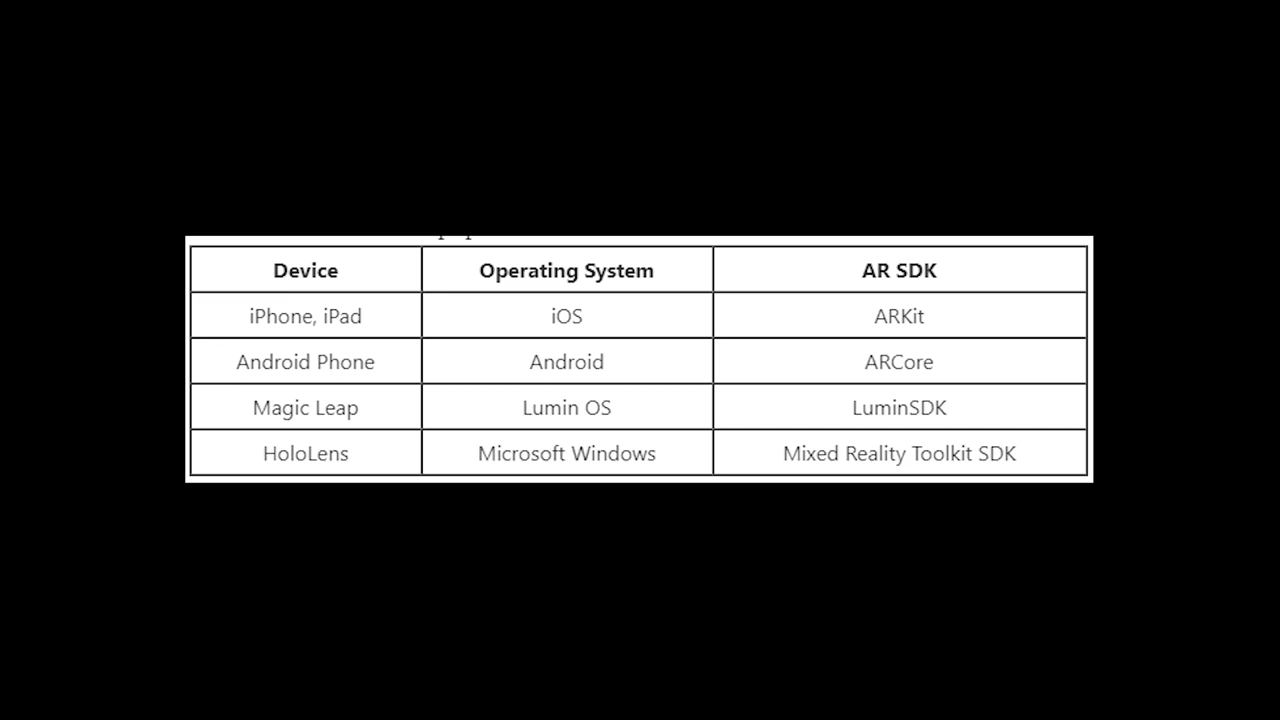 Device Operating System AR SDK
iPhone, iPad iOS ARKit
Android Phone Android ARCore
Magic Leap Lumin OS LuminSDK
HoloLens Microsoft Windows Mixed Reality Toolkit SDK